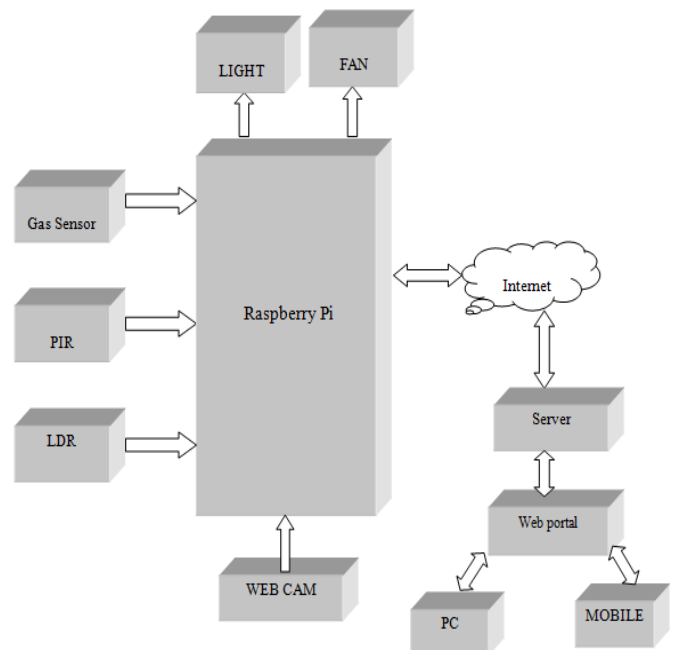 LIGHT
FAN
Gas Sensor
PIR
LDR
Raspberry Pi
Internet
Server
Web portal
WEB CAM
PC
MOBILE